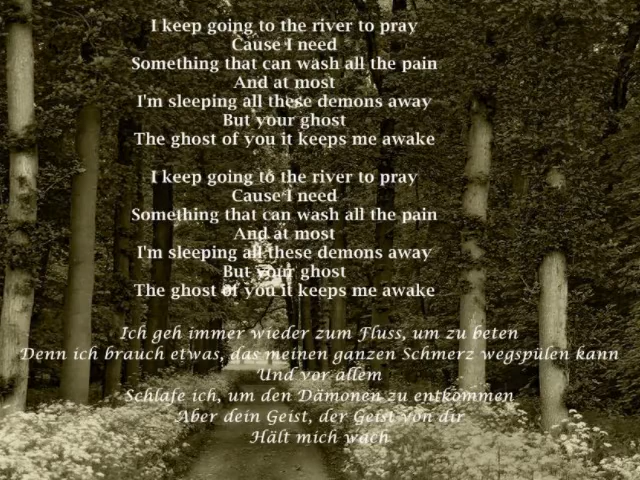 I keep going to the river to pray
Cause I need
Something that can wash all the pain
And at most
I'm sleeping all these demons away
But your ghost
The ghost of you it keeps me awake
I keep going to the river to pray
Cause I need
Something that can wash all the pain
And at most
I'm sleeping all these demons away
But your ghost
The ghost of you it keeps me awake
Ich geh immer wieder zum Fluss, um zu beten
Denn ich brauch etwas, das meinen ganzen Schmerz wegspülen kann
Und vor allem
Schlafe ich, um den Dämonen zu entkommen
Aber dein Geist, der Geist von dir
Hält mich wach